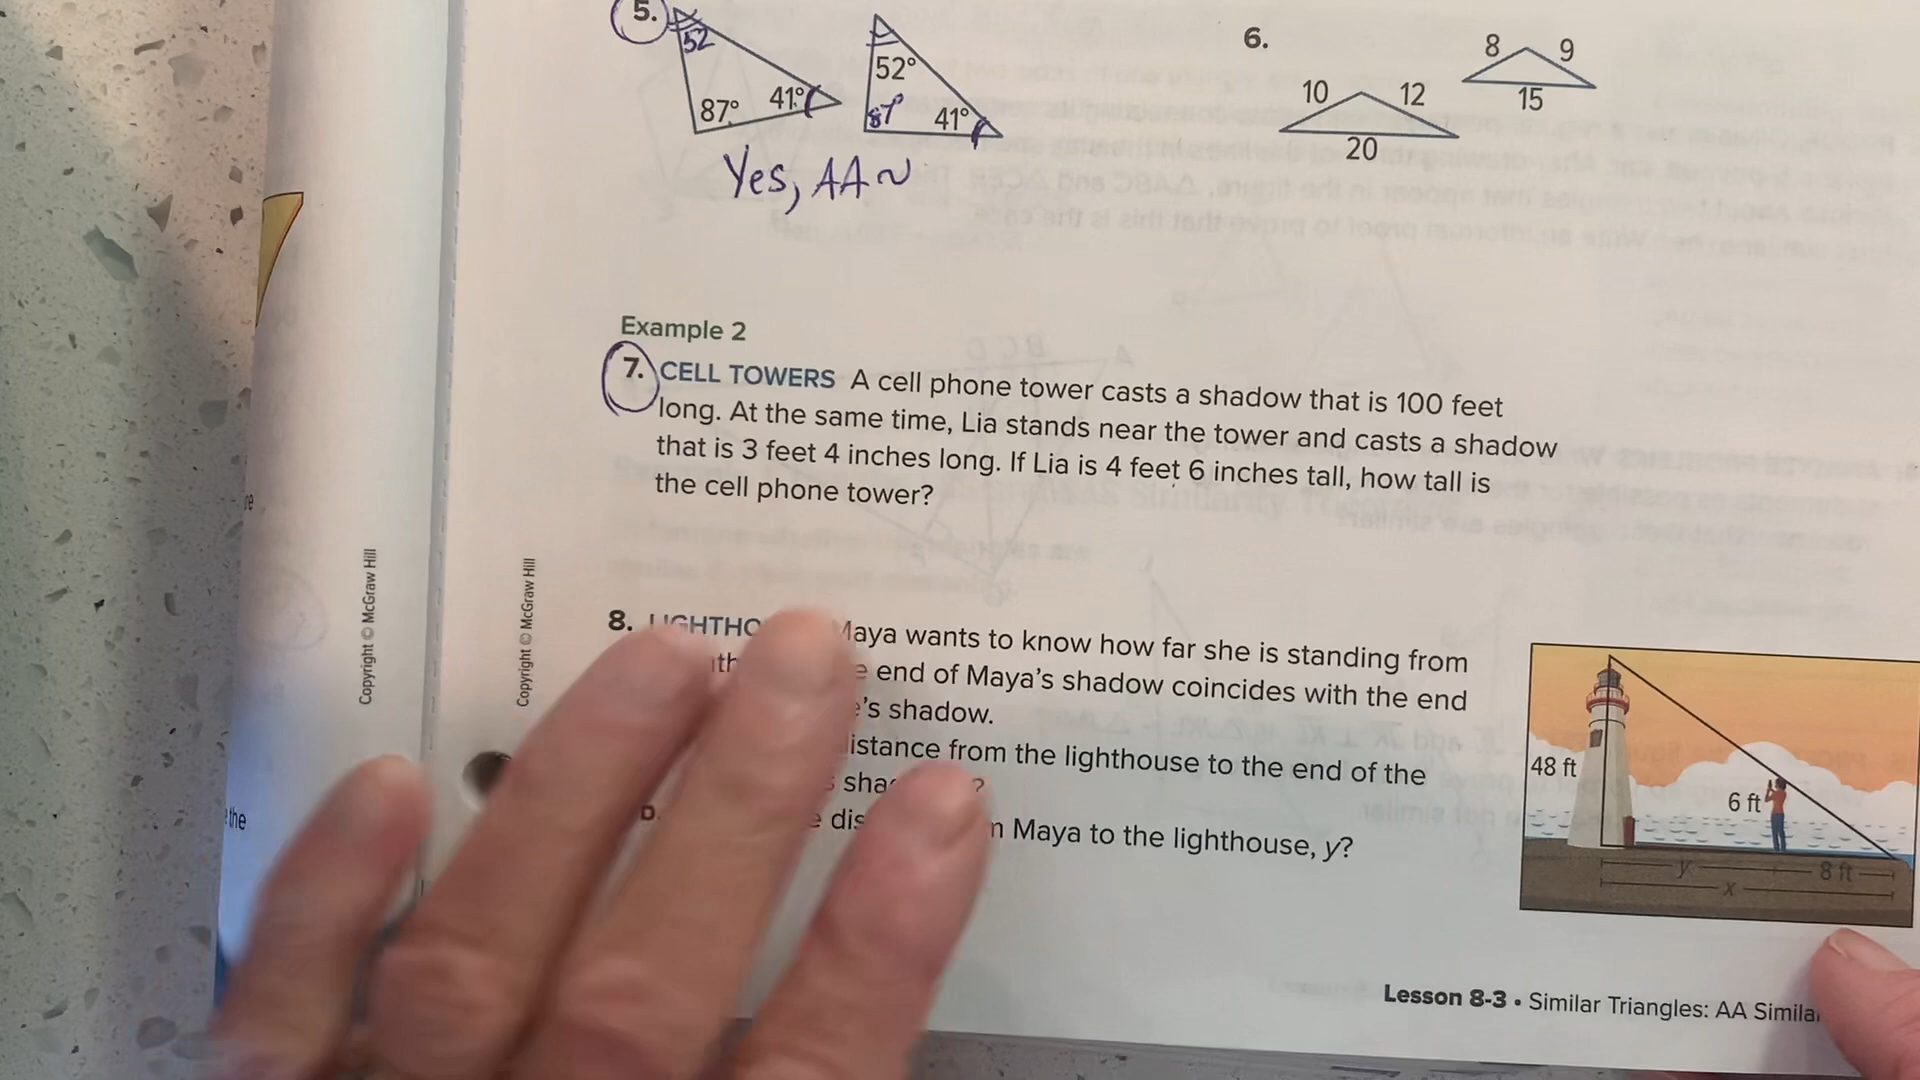 5.
52
87° 41°
52°
87° 41°
Yes, AA~
6.
10 12
20
8 9
15
Example 2
7. CELL TOWERS A cell phone tower casts a shadow that is 100 feet
long. At the same time, Lia stands near the tower and casts a shadow
that is 3 feet 4 inches long. If Lia is 4 feet 6 inches tall, how tall is
the cell phone tower?
8. Maya wants to know how far she is standing from
end of Maya's shadow coincides with the end
's shadow.
distance from the lighthouse to the end of the
?
Maya to the lighthouse, y?
48 ft
6 ft
y 8 ft
x
Copyright © McGraw Hill
Copyright © McGraw Hill
the
Lesson 8-3 • Similar Triangles: AA